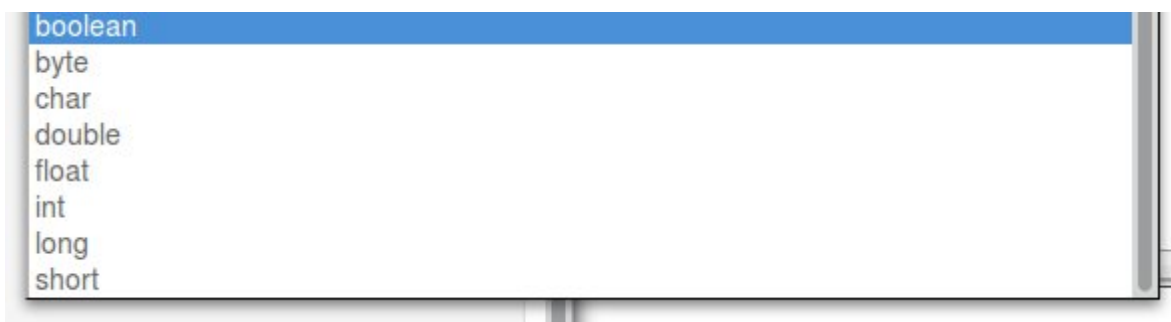 boolean
byte
char
double
float
int
long
short